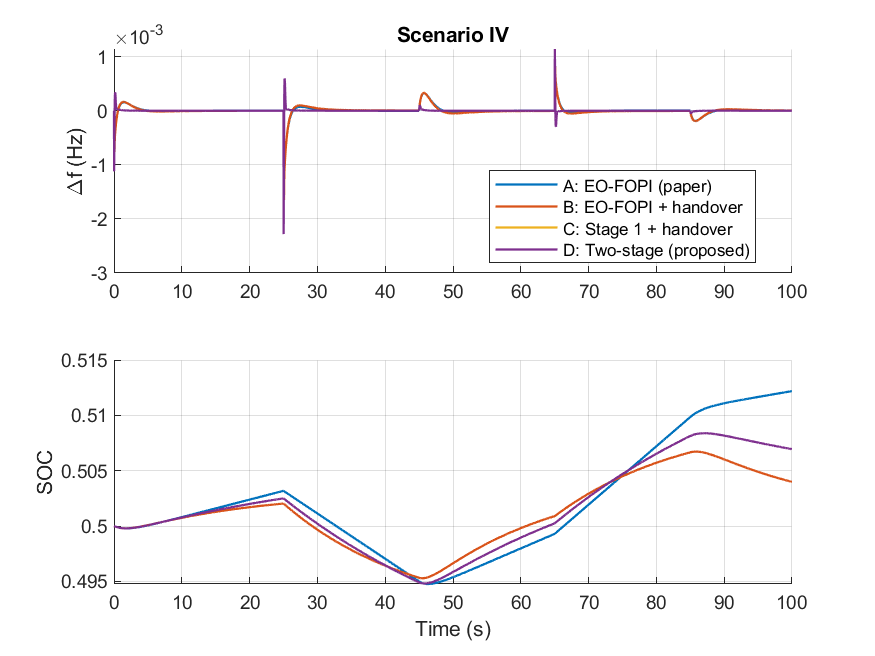 Scenario IV
×10⁻³
1
0
-1
-2
-3
Δf (Hz)
A: EO-FOPI (paper)
B: EO-FOPI + handover
C: Stage 1 + handover
D: Two-stage (proposed)
0 10 20 30 40 50 60 70 80 90 100
0.515
0.51
0.505
0.5
0.495
SOC
0 10 20 30 40 50 60 70 80 90 100
Time (s)